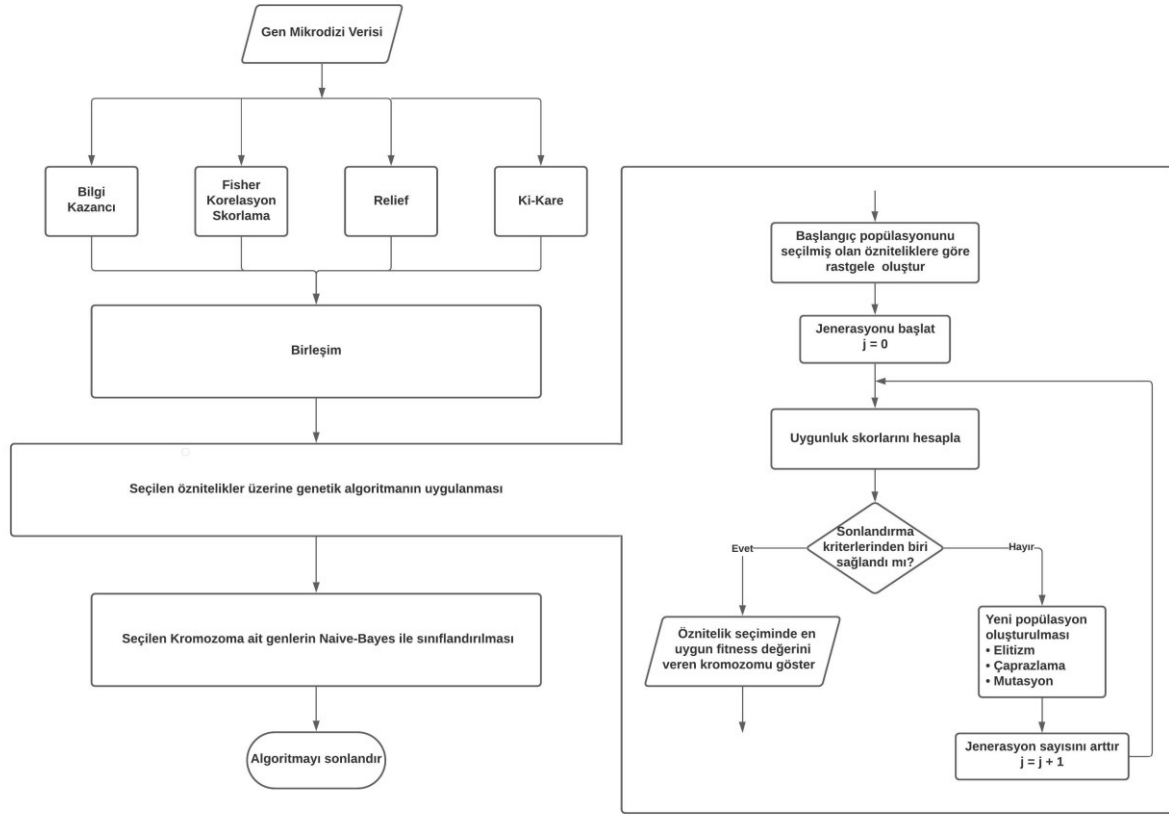 Gen Mikrodizi Verisi
Bilgi
Kazancı
Fisher
Korelasyon
Skorlama
Relief
Ki-Kare
Birleşim
Seçilen öznitelikler üzerine genetik algoritmanın uygulanması
Seçilen Kromozoma ait genlerin Naive-Bayes ile sınıflandırılması
Algoritmayı sonlandır
Başlangıç popülasyonunu
seçilmiş olan özniteliklere göre
rastgele oluştur
Jenerasyonu başlat
j = 0
Uygunluk skorlarını hesapla
Sonlandırma
kriterlerinden biri
sağlandı mı?
Evet
Hayır
Öznitelik seçiminde en
uygun fitness değerini
veren kromozomu göster
Yeni popülasyon
oluşturulması
• Elitizm
• Çaprazlama
• Mutasyon
Jenerasyon sayısını arttır
j = j + 1